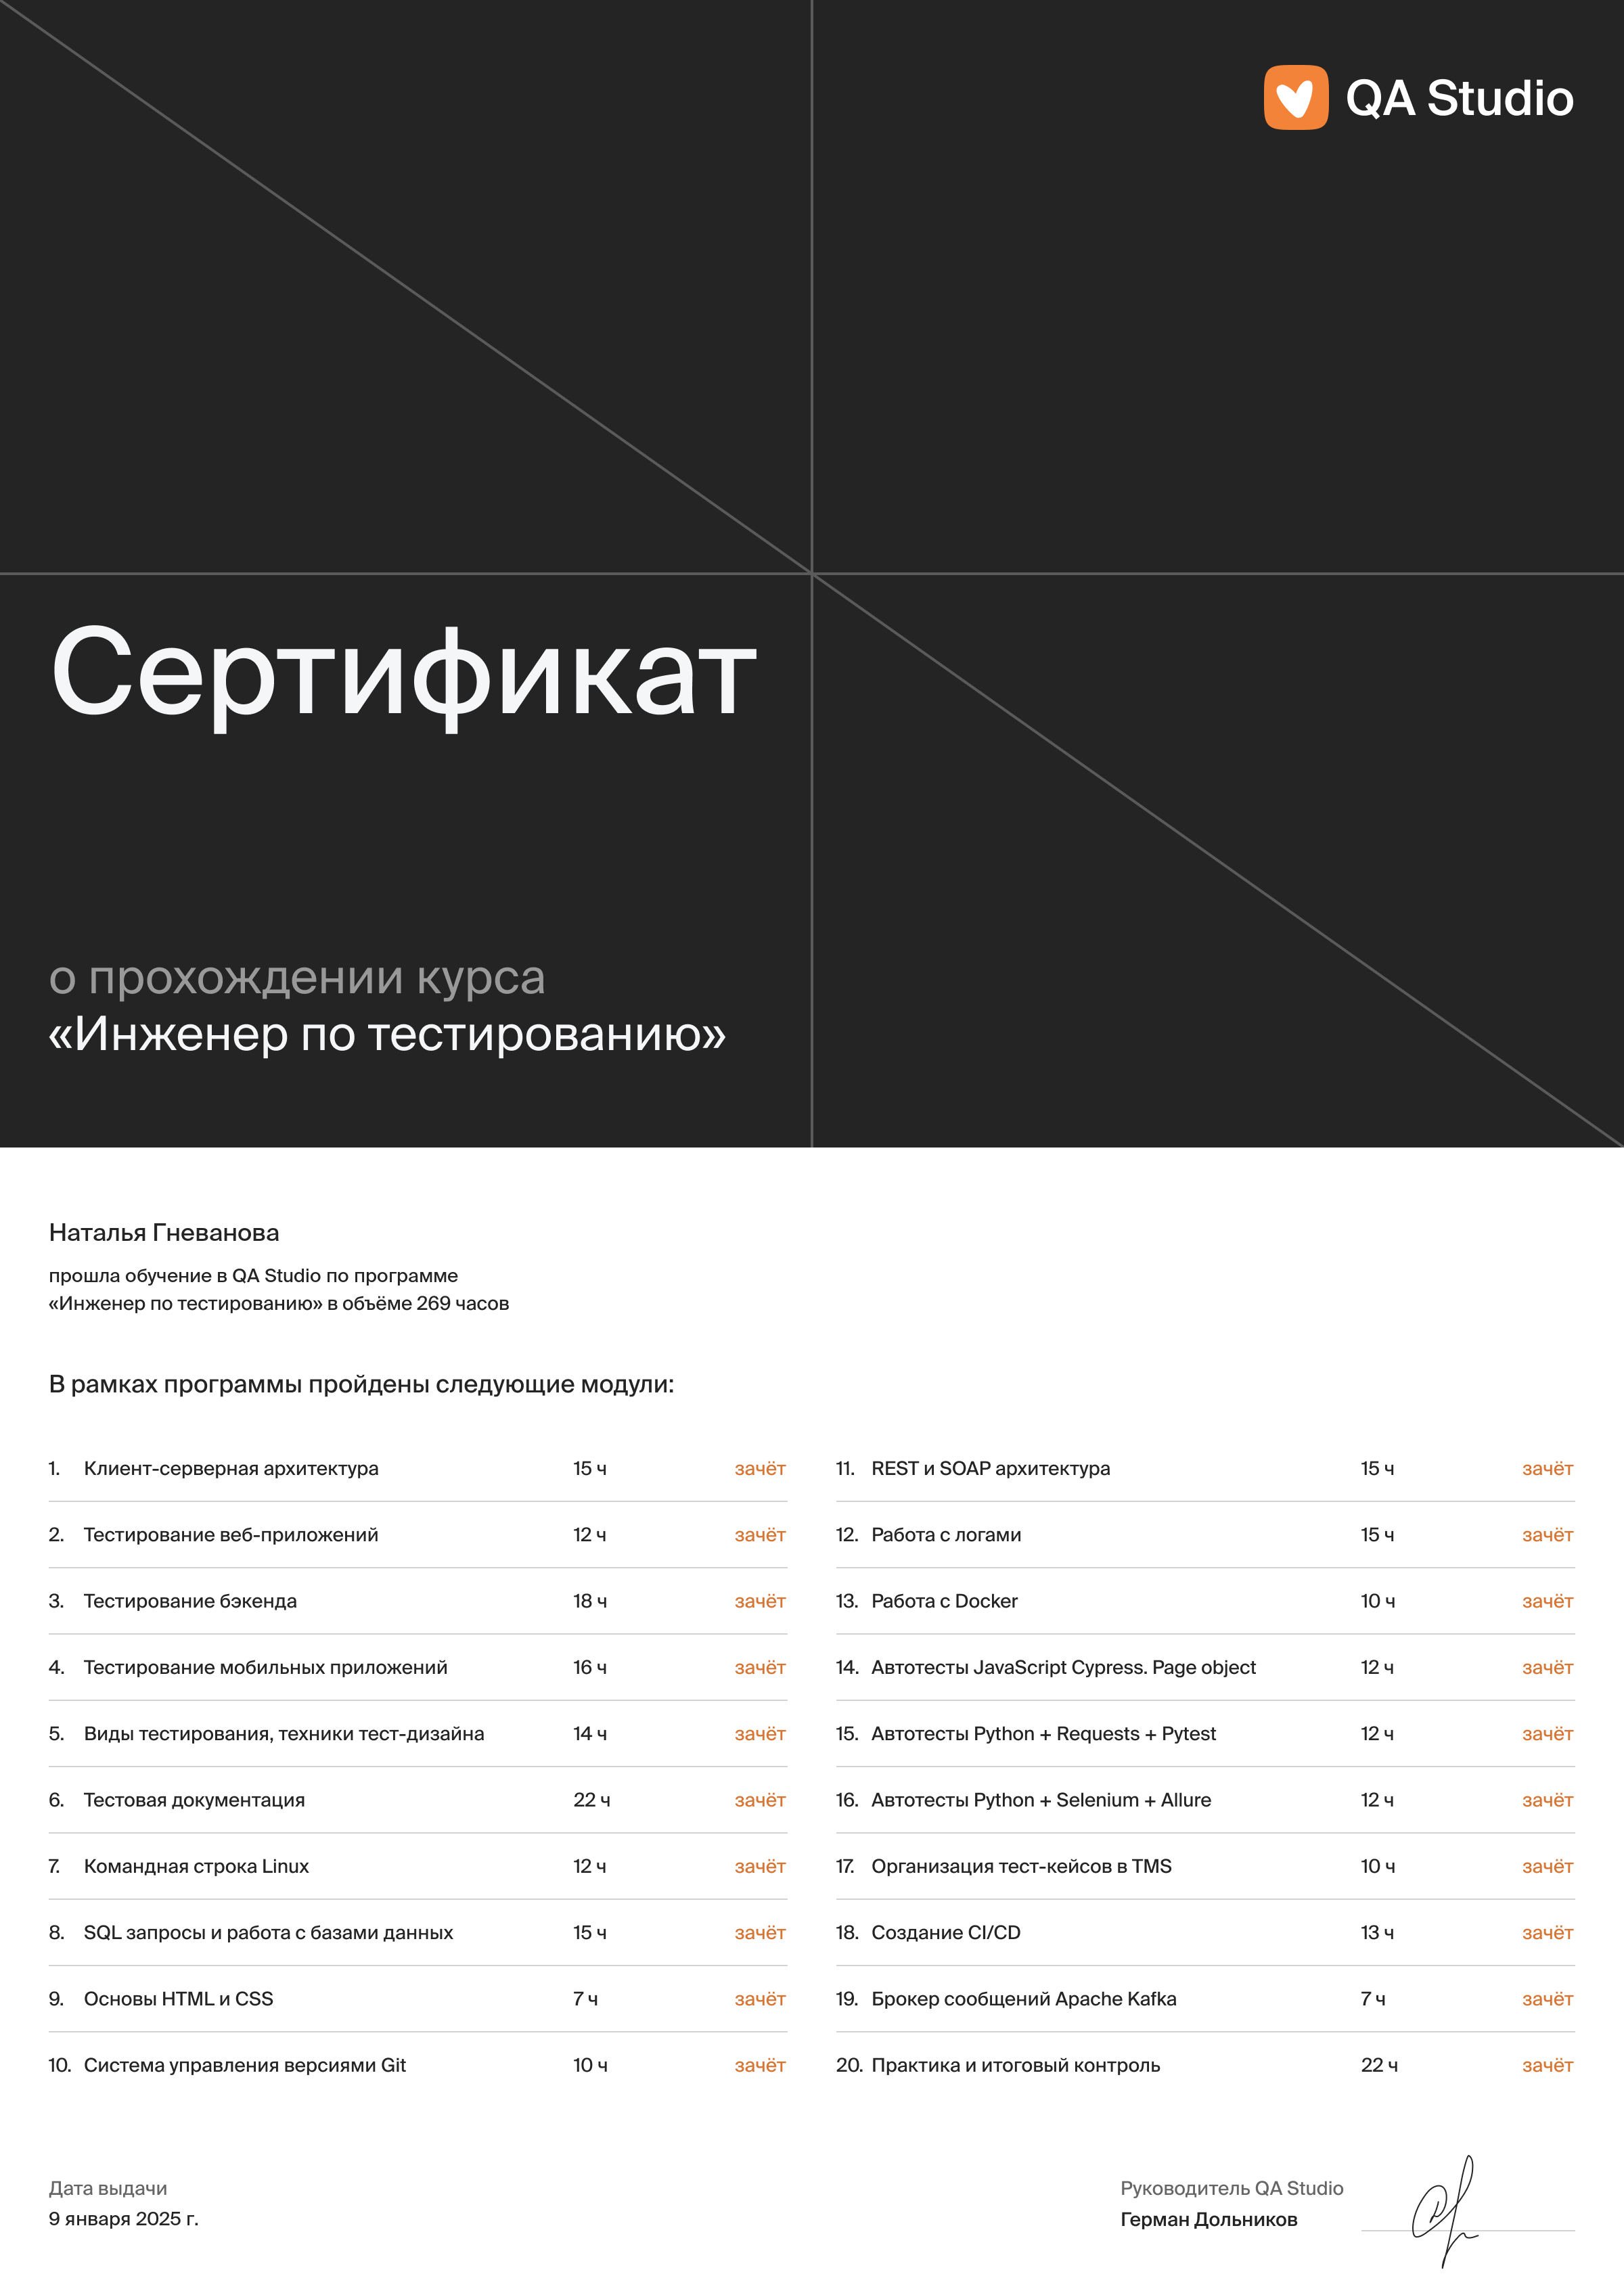 QA Studio
Сертификат
о прохождении курса
«Инженер по тестированию»
Наталья Гневанова
прошла обучение в QA Studio по программе
«Инженер по тестированию» в объёме 269 часов
В рамках программы пройдены следующие модули:
1. Клиент-серверная архитектура 15 ч зачёт
2. Тестирование веб-приложений 12 ч зачёт
3. Тестирование бэкенда 18 ч зачёт
4. Тестирование мобильных приложений 16 ч зачёт
5. Виды тестирования, техники тест-дизайна 14 ч зачёт
6. Тестовая документация 22 ч зачёт
7. Командная строка Linux 12 ч зачёт
8. SQL запросы и работа с базами данных 15 ч зачёт
9. Основы HTML и CSS 7 ч зачёт
10. Система управления версиями Git 10 ч зачёт
11. REST и SOAP архитектура 15 ч зачёт
12. Работа с логами 15 ч зачёт
13. Работа с Docker 10 ч зачёт
14. Автотесты JavaScript Cypress. Page object 12 ч зачёт
15. Автотесты Python + Requests + Pytest 12 ч зачёт
16. Автотесты Python + Selenium + Allure 12 ч зачёт
17. Организация тест-кейсов в TMS 10 ч зачёт
18. Создание CI/CD 13 ч зачёт
19. Брокер сообщений Apache Kafka 7 ч зачёт
20. Практика и итоговый контроль 22 ч зачёт
Дата выдачи
9 января 2025 г.
Руководитель QA Studio
Герман Дольников